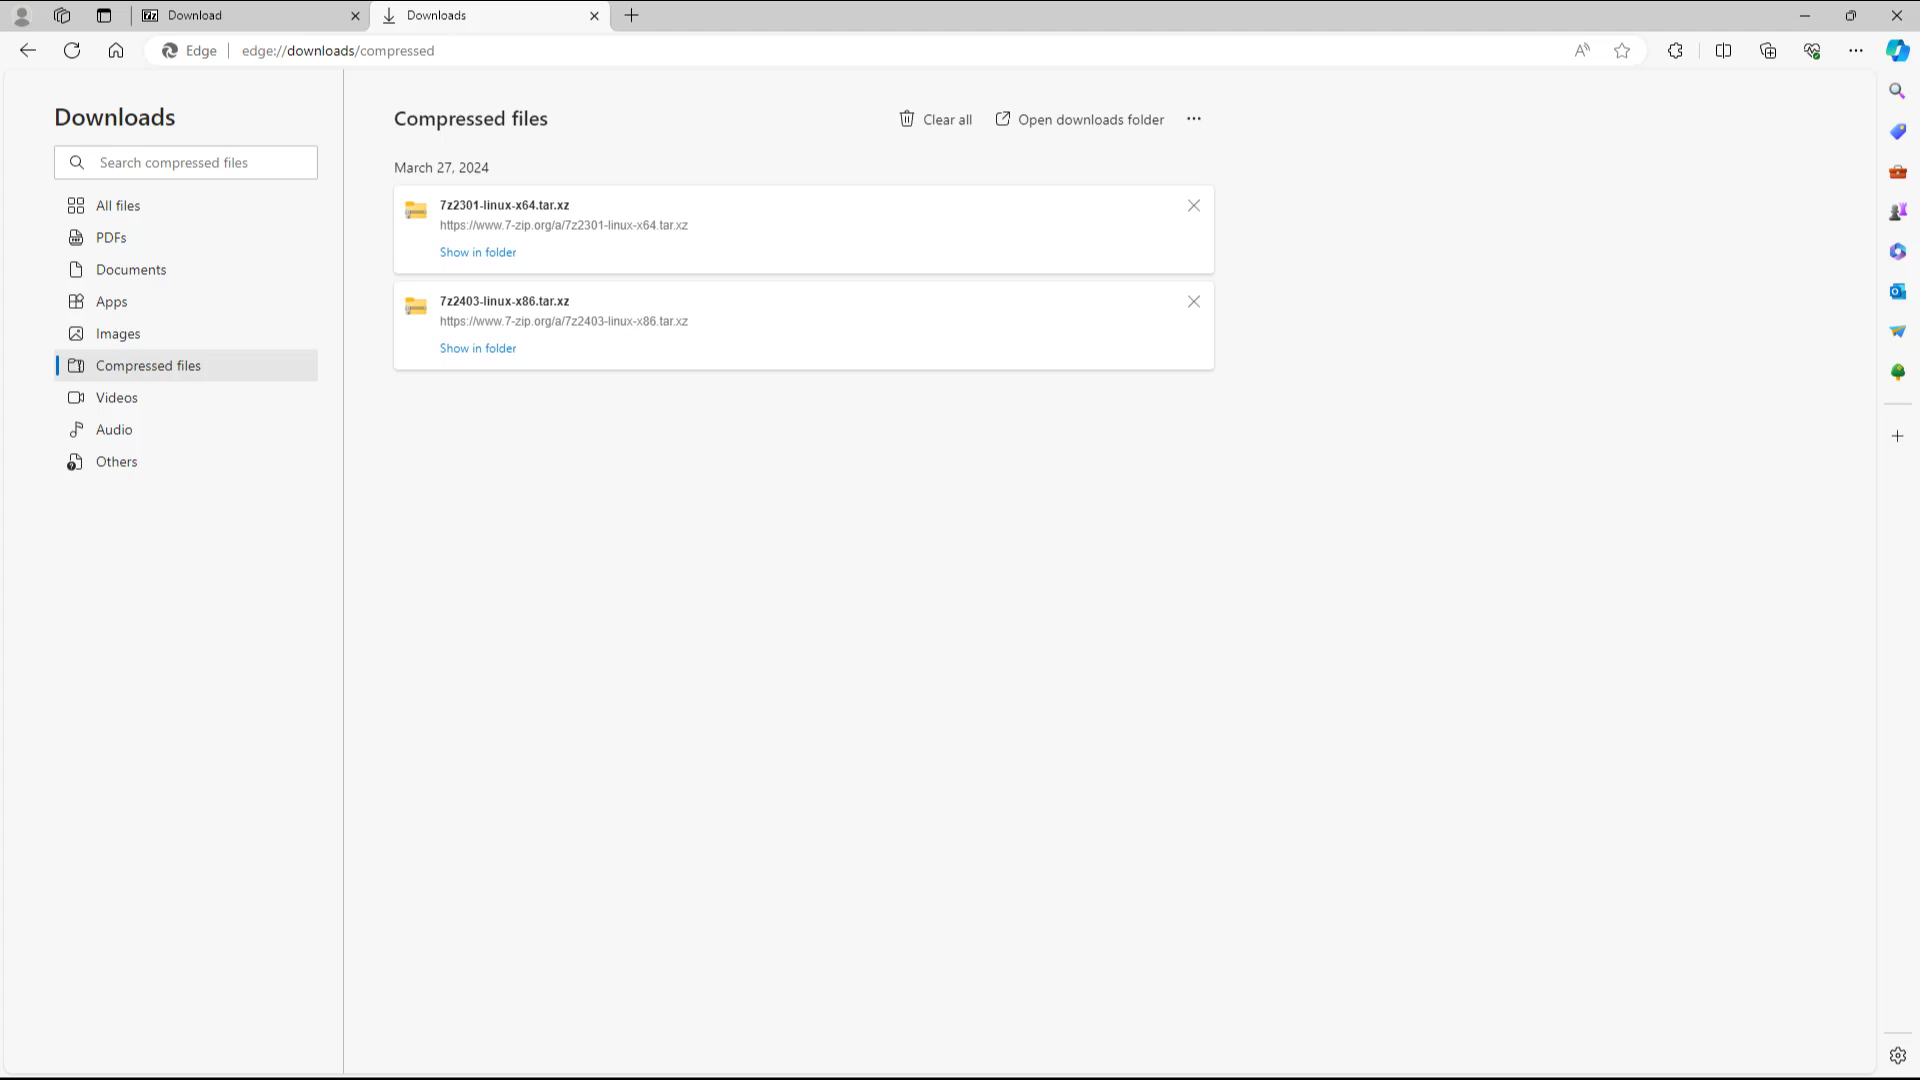 Download
Downloads
Edge
edge://downloads/compressed
Downloads
Search compressed files
All files
PDFs
Documents
Apps
Images
Compressed files
Videos
Audio
Others
Compressed files
Clear all
Open downloads folder
March 27, 2024
7z2301-linux-x64.tar.xz
https://www.7-zip.org/a/7z2301-linux-x64.tar.xz
Show in folder
7z2403-linux-x86.tar.xz
https://www.7-zip.org/a/7z2403-linux-x86.tar.xz
Show in folder